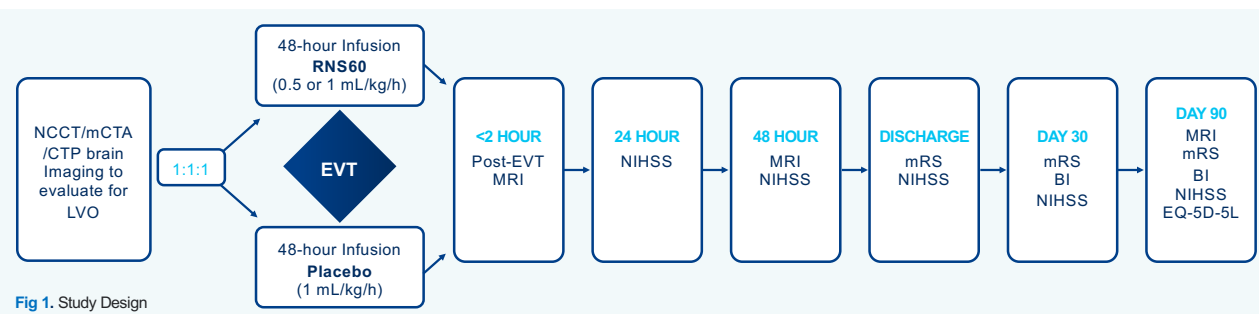 NCCT/mCTA
/CTP brain
Imaging to
evaluate for
LVO
1:1:1
48-hour Infusion
RNS60
(0.5 or 1 mL/kg/h)
EVT
48-hour Infusion
Placebo
(1 mL/kg/h)
<2 HOUR
Post-EVT
MRI
24 HOUR
NIHSS
48 HOUR
MRI
NIHSS
DISCHARGE
mRS
NIHSS
DAY 30
mRS
BI
NIHSS
DAY 90
MRI
mRS
BI
NIHSS
EQ-5D-5L
Fig 1. Study Design